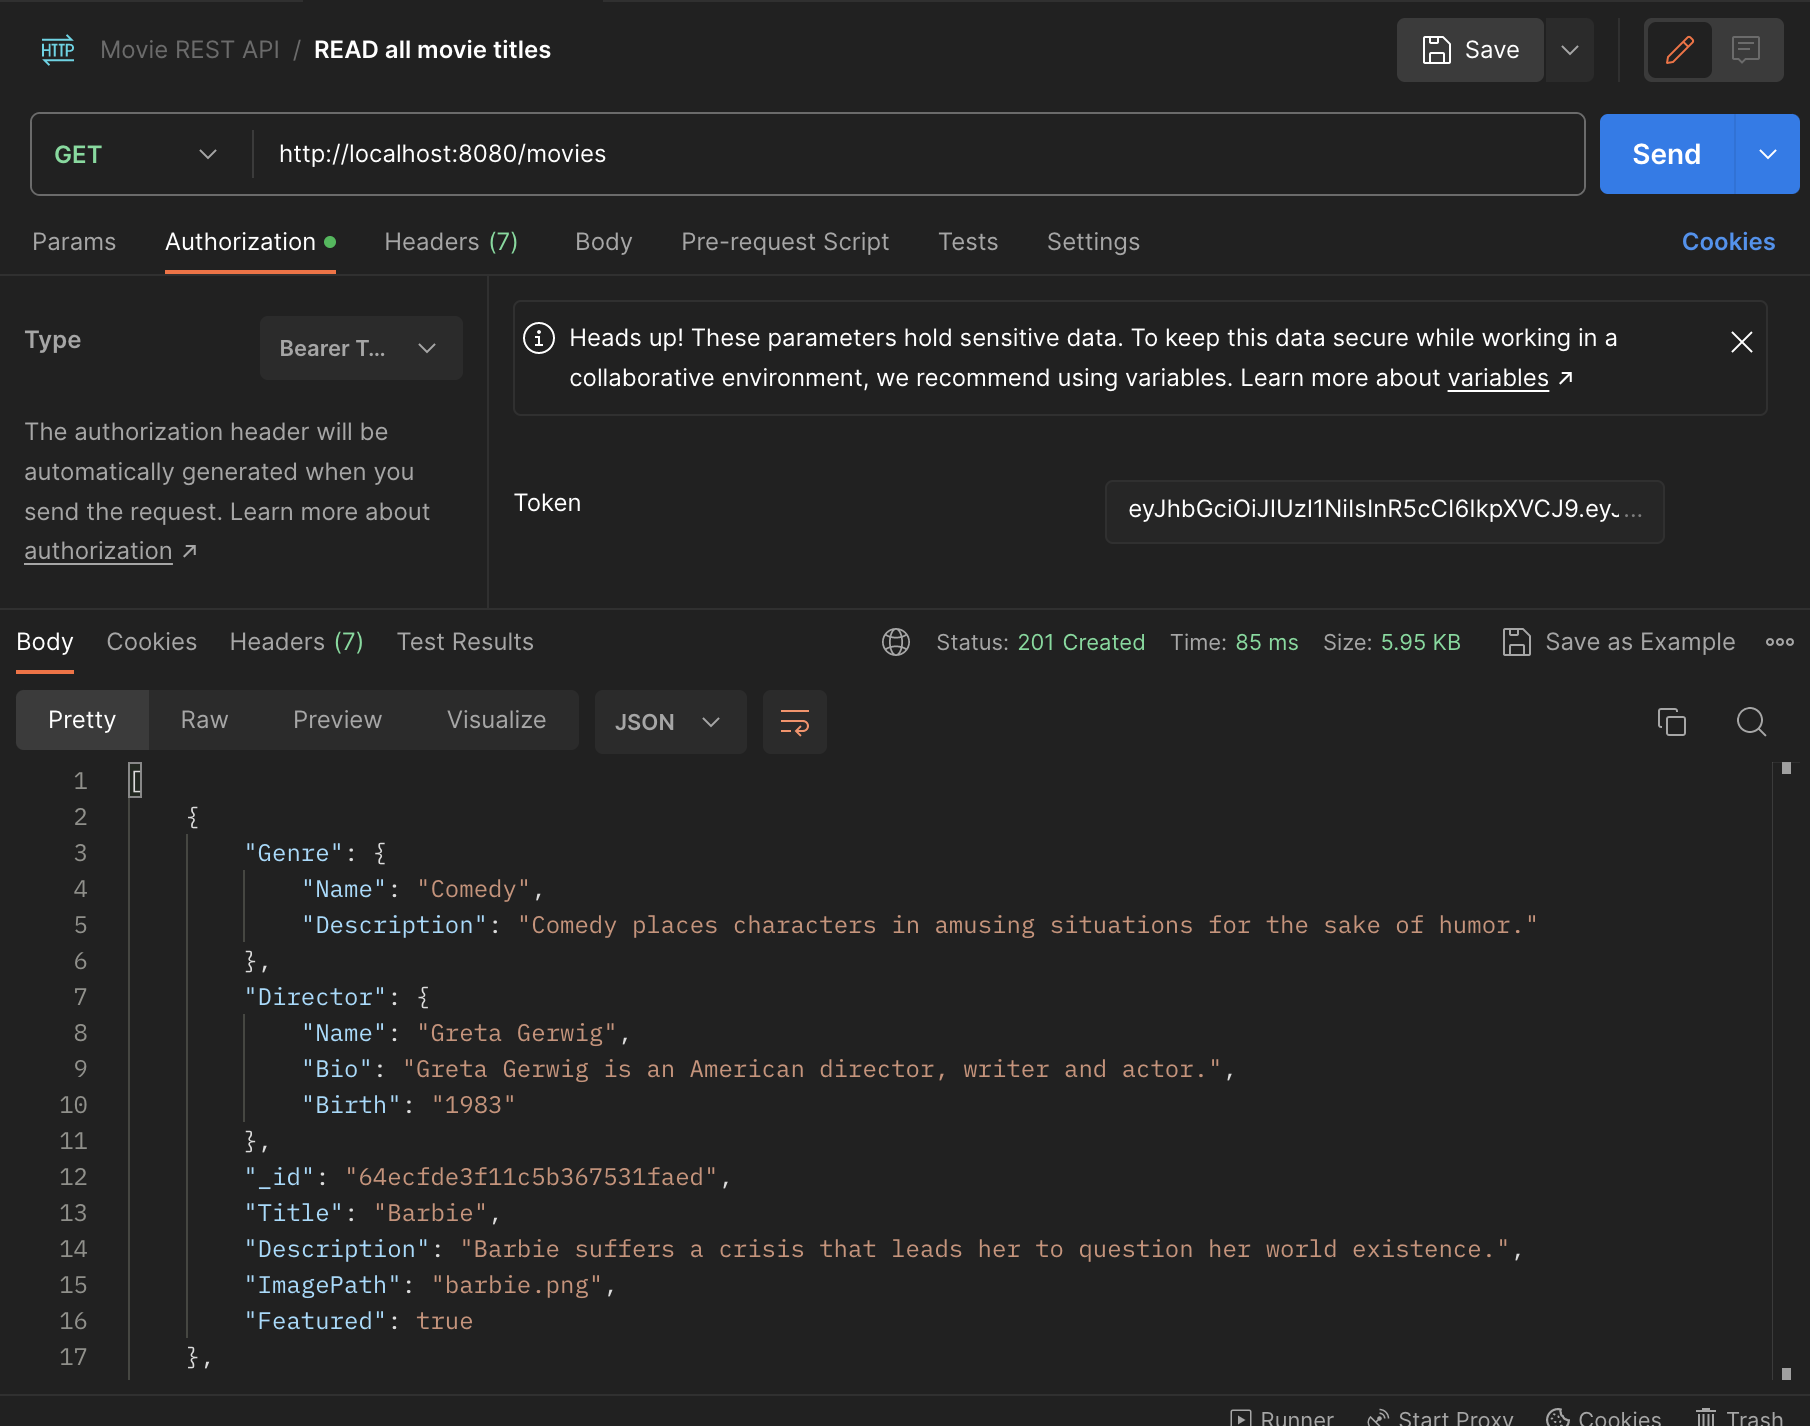 HTTP Movie REST API / READ all movie titles Save
GET http://localhost:8080/movies Send
Params Authorization Headers (7) Body Pre-request Script Tests Settings Cookies
Type Bearer T...
The authorization header will be
automatically generated when you
send the request. Learn more about
authorization ↗
Heads up! These parameters hold sensitive data. To keep this data secure while working in a
collaborative environment, we recommend using variables. Learn more about variables ↗
Token eyJhbGciOiJIUzI1NiIsInR5cCI6IkpXVCJ9.eyJ...
Body Cookies Headers (7) Test Results Status: 201 Created Time: 85 ms Size: 5.95 KB Save as Example
Pretty Raw Preview Visualize JSON
1 [
2 {
3 "Genre": {
4 "Name": "Comedy",
5 "Description": "Comedy places characters in amusing situations for the sake of humor."
6 },
7 "Director": {
8 "Name": "Greta Gerwig",
9 "Bio": "Greta Gerwig is an American director, writer and actor.",
10 "Birth": "1983"
11 },
12 "_id": "64ecfde3f11c5b367531faed",
13 "Title": "Barbie",
14 "Description": "Barbie suffers a crisis that leads her to question her world existence.",
15 "ImagePath": "barbie.png",
16 "Featured": true
17 },
Runner Start Proxy Cookies Trash